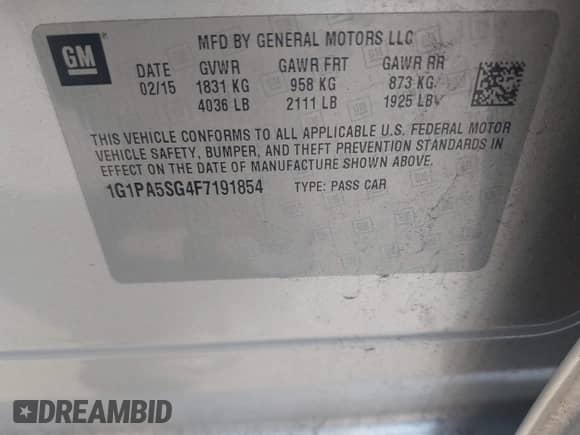 GM
MFD BY GENERAL MOTORS LLC
DATE GVWR GAWR FRT GAWR RR
02/15 1831 KG 958 KG 873 KG
4036 LB 2111 LB 1925 LB
THIS VEHICLE CONFORMS TO ALL APPLICABLE U.S. FEDERAL MOTOR
VEHICLE SAFETY, BUMPER, AND THEFT PREVENTION STANDARDS IN
EFFECT ON THE DATE OF MANUFACTURE SHOWN ABOVE.
1G1PA5SG4F7191854 TYPE: PASS CAR
DREAMBID